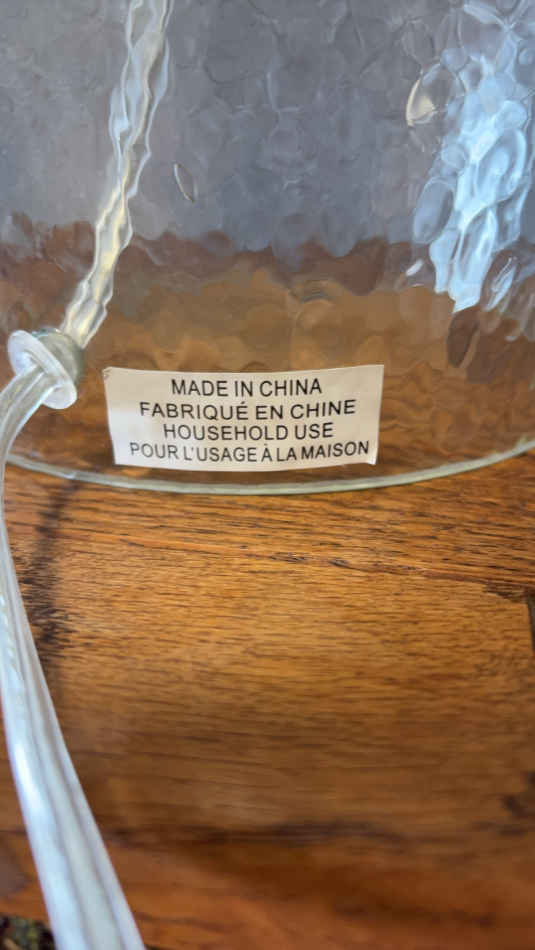 MADE IN CHINA
FABRIQUÉ EN CHINE
HOUSEHOLD USE
POUR L'USAGE À LA MAISON